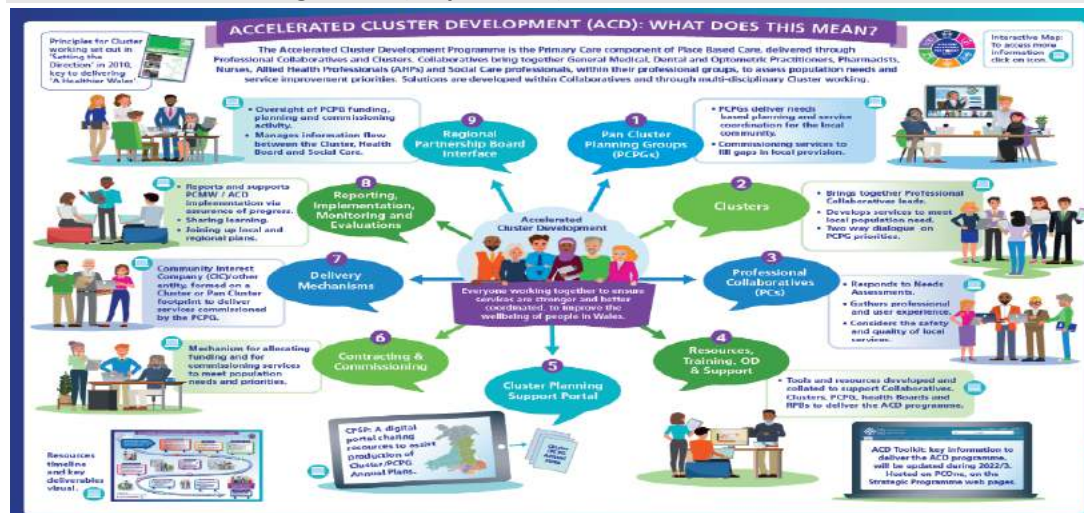 ACCELERATED CLUSTER DEVELOPMENT (ACD): WHAT DOES THIS MEAN?
Principles for Cluster
working set out in
'Setting the
Direction' in 2010,
key to delivering
'A Healthier Wales'
The Accelerated Cluster Development Programme is the Primary Care component of Place Based Care, delivered through
Professional Collaboratives and Clusters. Collaboratives bring together General Medical, Dental and Optometric Practitioners, Pharmacists,
Nurses, Allied Health Professionals (AHPs) and Social Care professionals, within their professional groups, to assess population needs and
service improvement priorities. Solutions are developed within Collaboratives and through multi-disciplinary Cluster working.
Interactive Map:
To access more
information
click on icon.
1
Pan Cluster
Planning Groups
(PCPGs)
• PCPGs deliver needs
based planning and service
coordination for the local
community.
• Commissioning services to
fill gaps in local provision.
2
Clusters
• Brings together Professional
Collaboratives leads.
• Develops services to meet
local population need.
• Two way dialogue on
PCPG priorities.
3
Professional
Collaboratives
(PCs)
• Responds to Needs
Assessments.
• Gathers professional
and user experience.
• Considers the safety
and quality of local
services.
4
Resources,
Training, OD
& Support
• Tools and resources developed and
collated to support Collaboratives,
Clusters, PCPG, health Boards and
RPBs to deliver the ACD programme.
ACD Toolkit: key information to
deliver the ACD programme,
will be updated during 2022/3.
Hosted on PCOne, on the
Strategic Programme web pages.
5
Cluster Planning
Support Portal
CPSP: A digital
portal sharing
resources to assist
production of
Cluster/PCPG
Annual Plans.
6
Contracting &
Commissioning
Mechanism for allocating
funding and for
commissioning services
to meet population
needs and priorities.
7
Delivery
Mechanisms
Community Interest
Company (CIC)/other
entity, formed on a
Cluster or Pan Cluster
footprint to deliver
services commissioned
by the PCPG.
8
Reporting,
Implementation,
Monitoring and
Evaluations
• Reports and supports
PCMW / ACD
implementation via
assurance of progress.
• Sharing learning.
• Joining up local and
regional plans.
9
Regional
Partnership Board
Interface
• Oversight of PCPG funding,
planning and commissioning
activity.
• Manages information flow
between the Cluster, Health
Board and Social Care.
Accelerated
Cluster Development
Everyone working together to ensure
services are stronger and better
coordinated, to improve the
wellbeing of people in Wales.
Resources
timeline
and key
deliverables
visual.